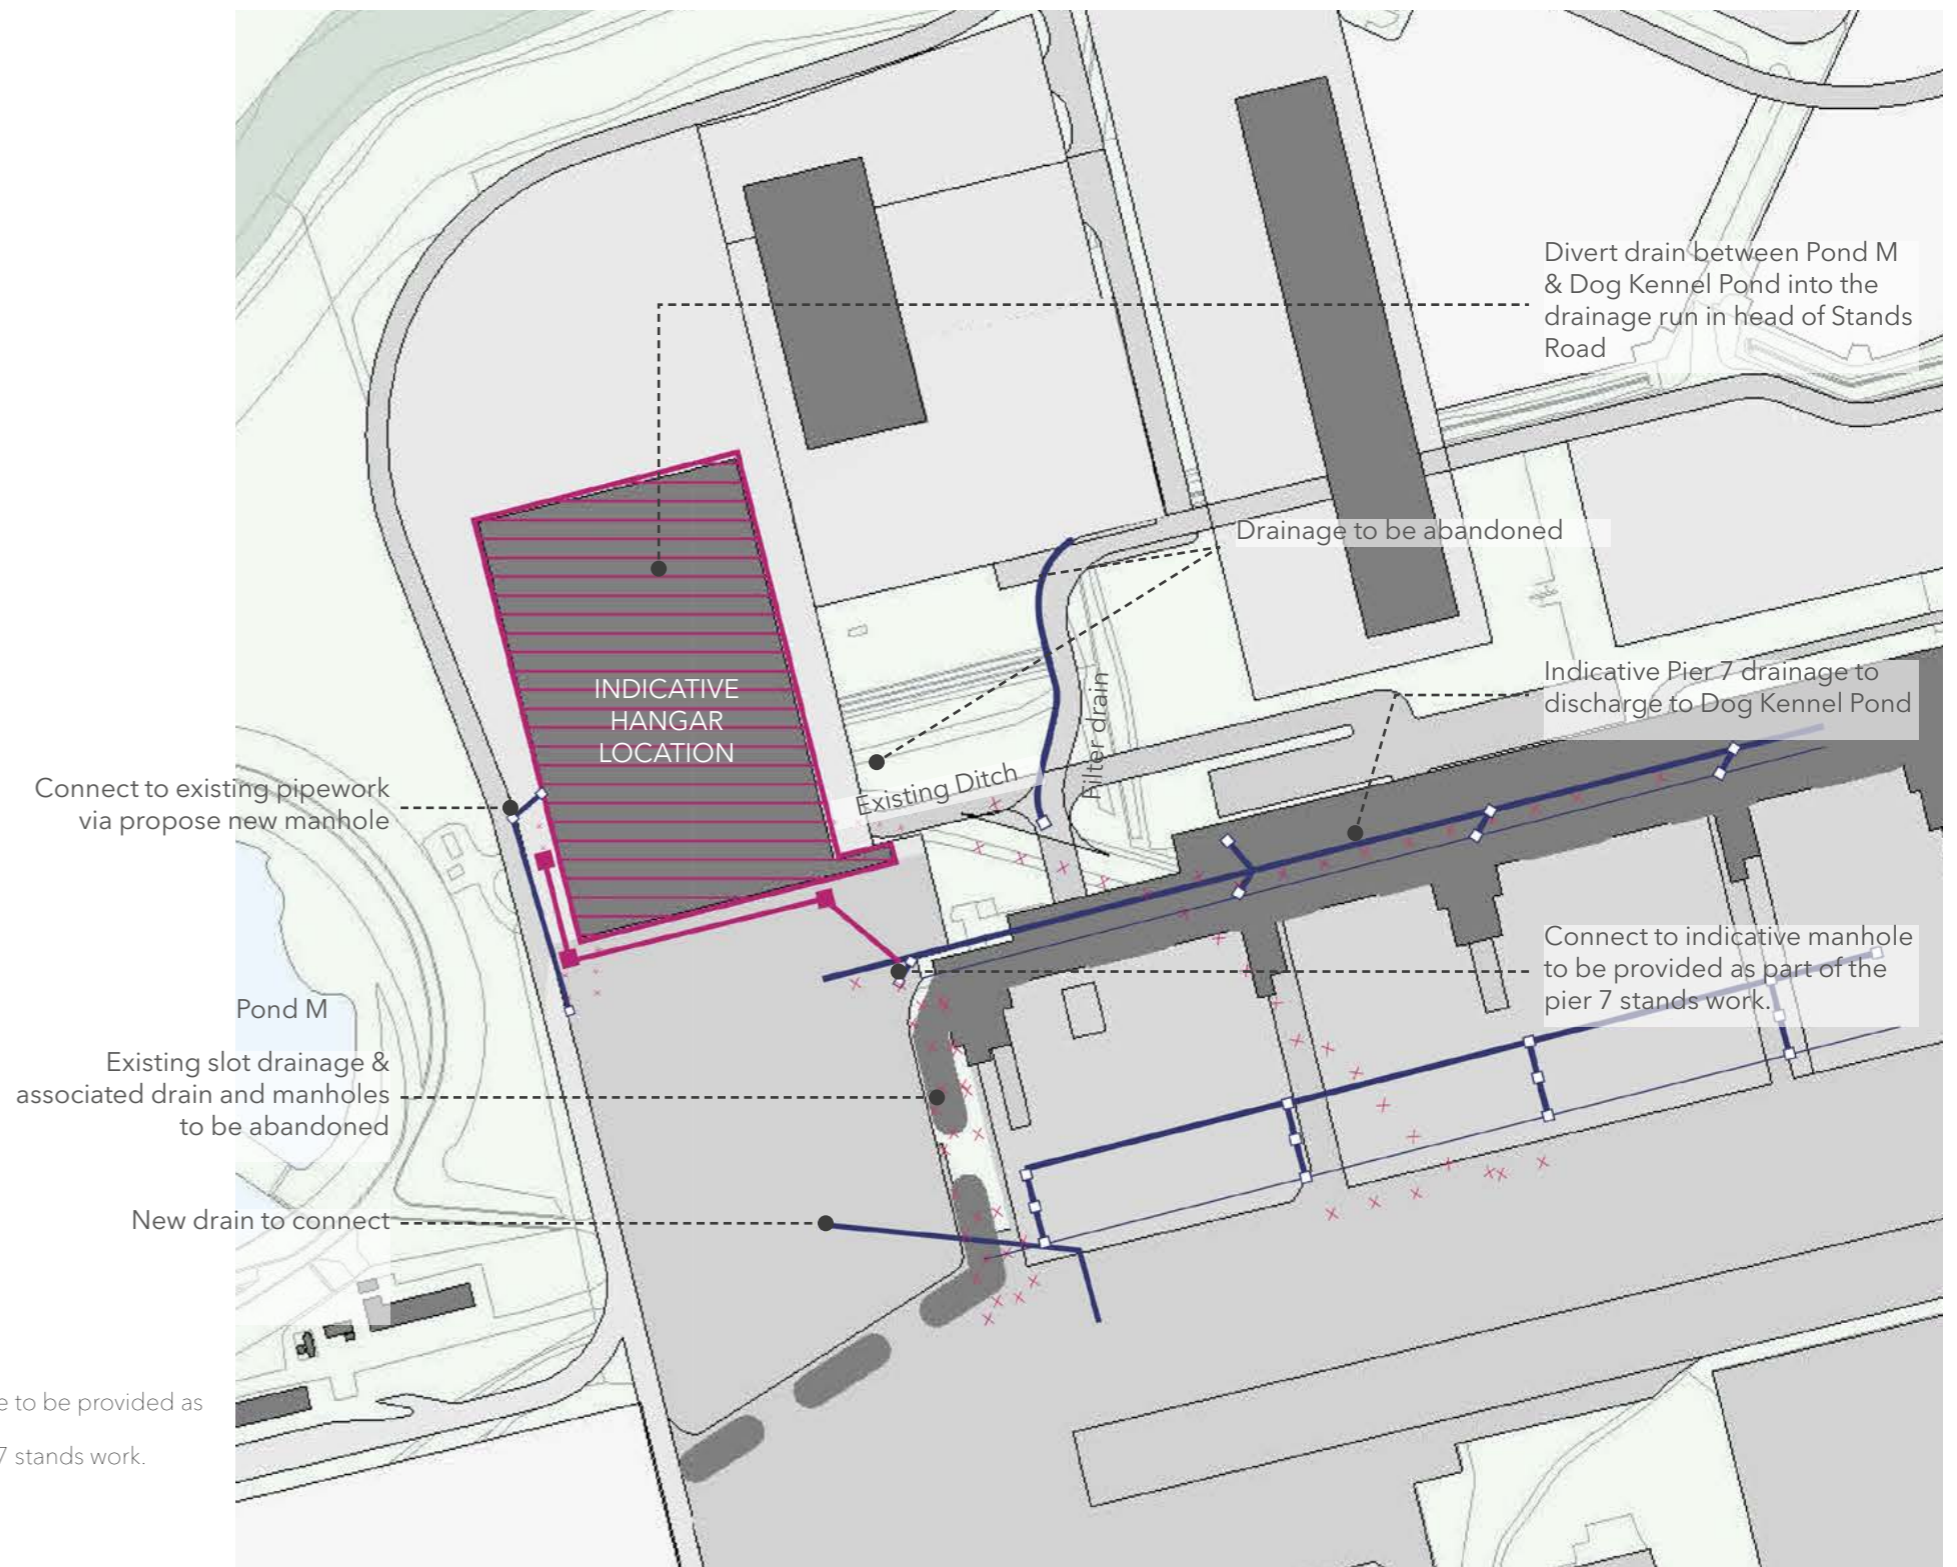 Divert drain between Pond M
& Dog Kennel Pond into the
drainage run in head of Stands
Road
Drainage to be abandoned
INDICATIVE
HANGAR
LOCATION
Filter drain
Existing Ditch
Indicative Pier 7 drainage to
discharge to Dog Kennel Pond
Connect to existing pipework
via propose new manhole
Connect to indicative manhole
to be provided as part of the
pier 7 stands work.
Pond M
Existing slot drainage &
associated drain and manholes
to be abandoned
New drain to connect
e to be provided as
7 stands work.